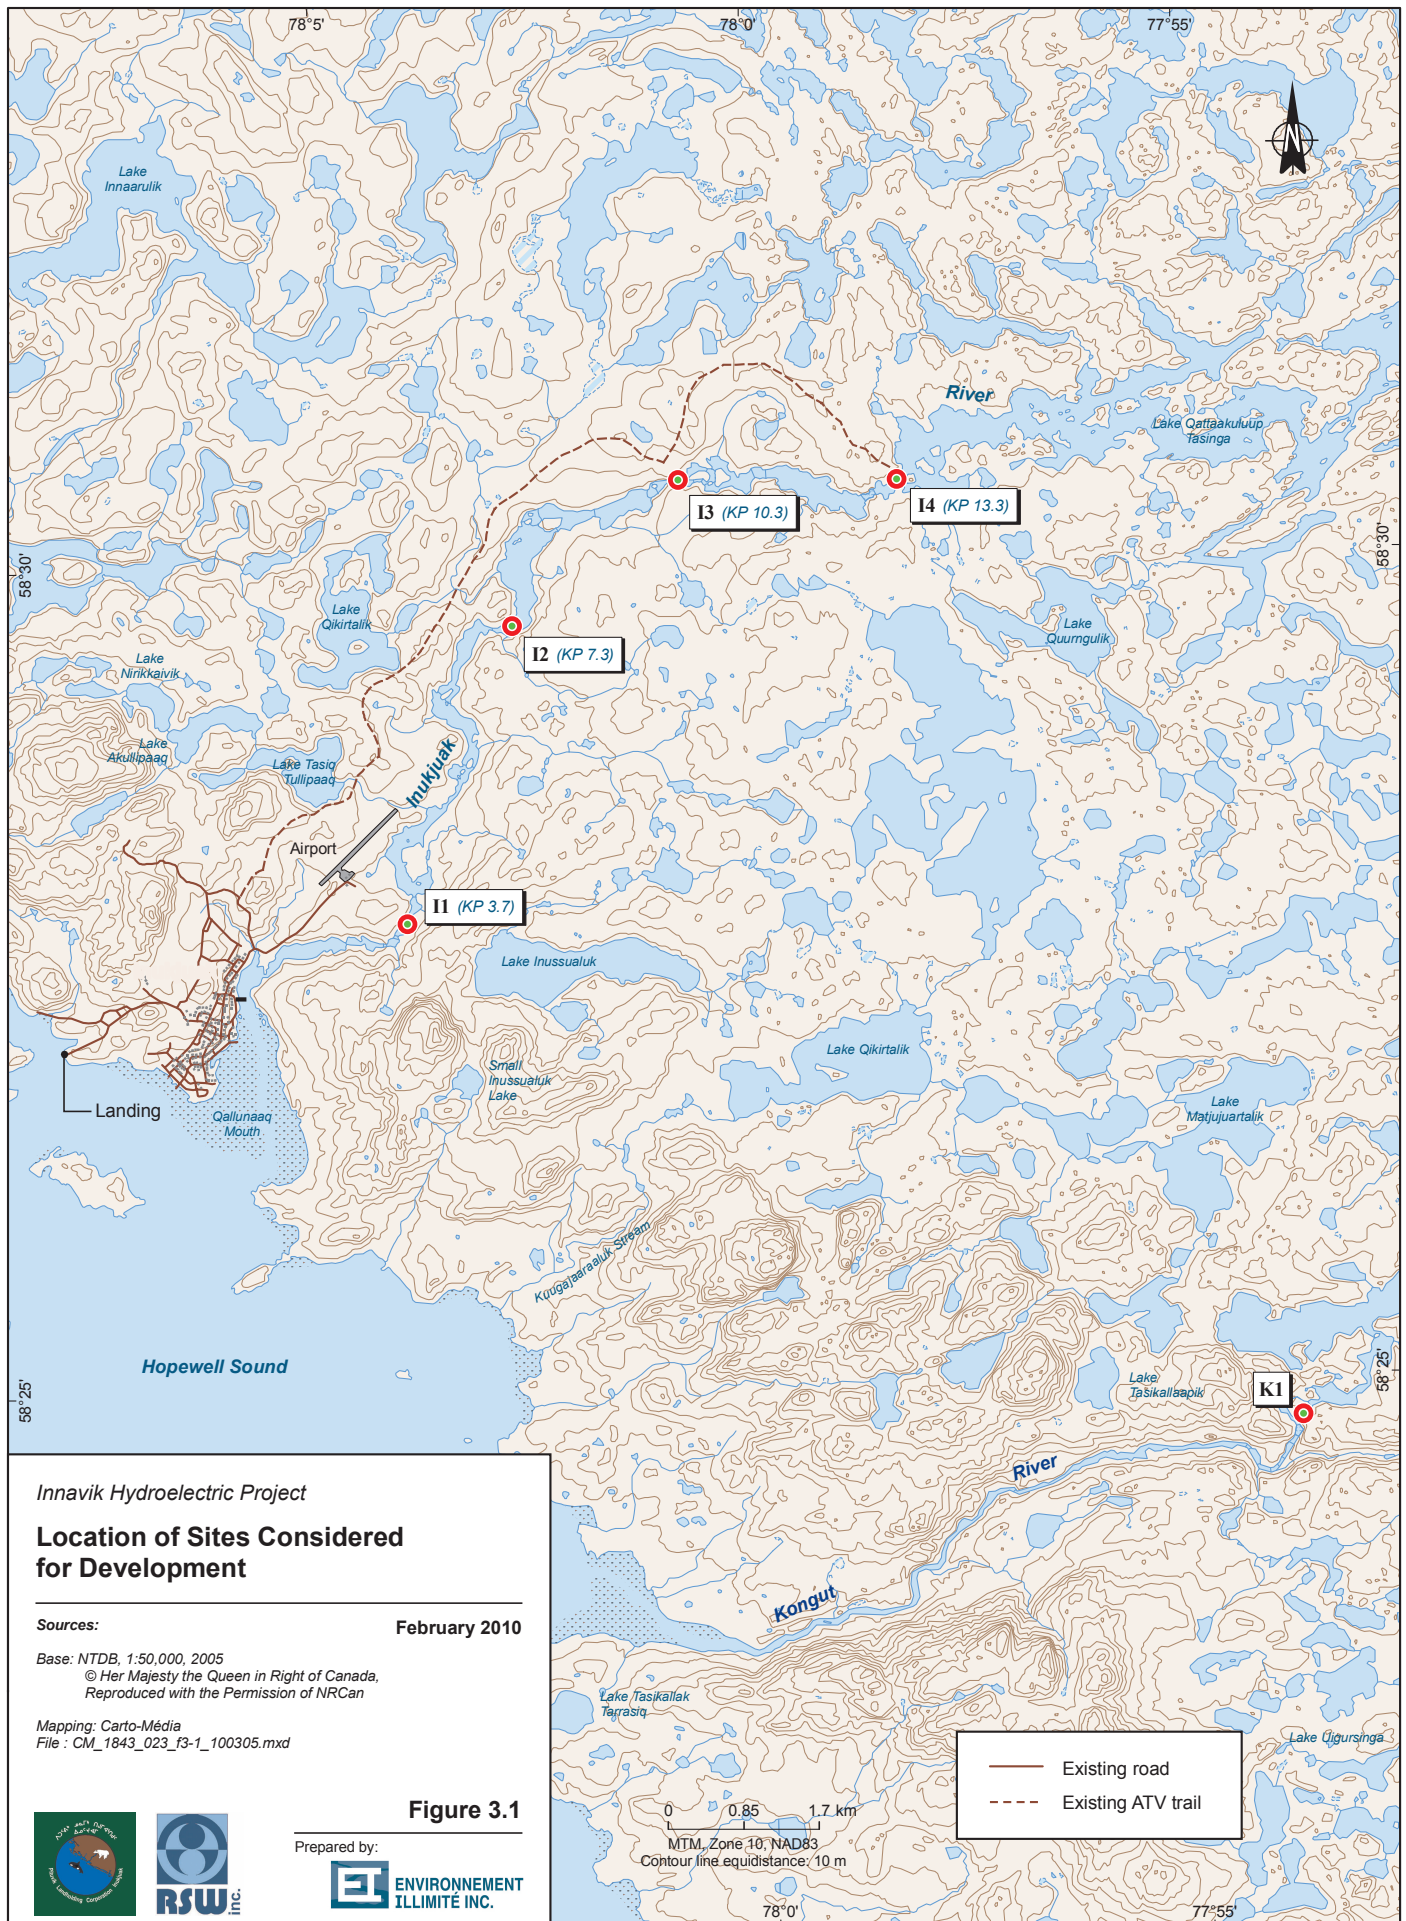 78°5'
78°0'
77°55'
N
Lake
Innaarulik
River
Lake Qattaakuluup
Tasinga
I3 (KP 10.3)
I4 (KP 13.3)
58°30'
58°30'
Lake
Qikirtalik
Lake
Quurngulik
I2 (KP 7.3)
Lake
Nirikkaivik
Lake
Akullipaaq
Lake Tasiq
Tullipaaq
Inukjuak
Airport
I1 (KP 3.7)
Lake Inussualuk
Lake Qikirtalik
Small
Inussualuk
Lake
Landing
Qallunaaq
Mouth
Lake
Matjujuartalik
Kuugajaaraaluk Stream
Hopewell Sound
58°25'
58°25'
Lake
Tasikallaapik
K1
River
Kongut
Innavik Hydroelectric Project
Location of Sites Considered
for Development
Sources:
February 2010
Base: NTDB, 1:50,000, 2005
© Her Majesty the Queen in Right of Canada,
Reproduced with the Permission of NRCan
Mapping: Carto-Média
File : CM_1843_023_f3-1_100305.mxd
Figure 3.1
Prepared by:
Pituvik Landholding Corporation Inukjuak
RSW inc.
EI ENVIRONNEMENT
ILLIMITÉ INC.
Lake Tasikallak
Tarrasiq
Lake Uigursinga
Existing road
Existing ATV trail
0 0.85 1.7 km
MTM, Zone 10, NAD83
Contour line equidistance: 10 m
78°0'
77°55'